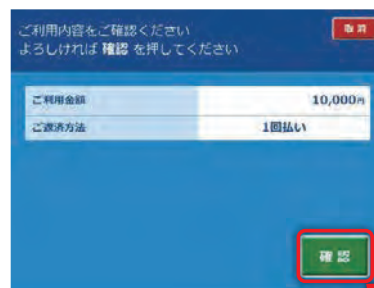 ご利用内容をご確認ください
よろしければ 確認 を押してください
取消
ご利用金額 10,000円
ご返済方法 1回払い
確認